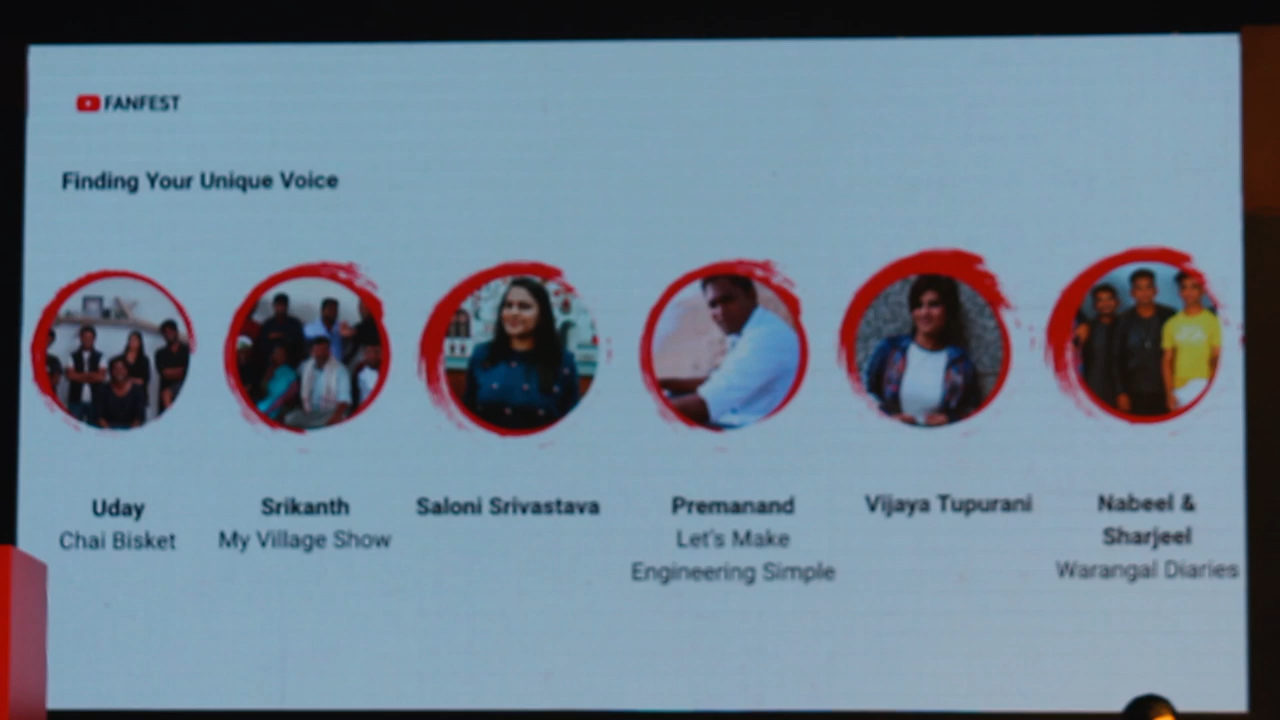 FANFEST
Finding Your Unique Voice
Uday
Chai Bisket
Srikanth
My Village Show
Saloni Srivastava
Premanand
Let's Make
Engineering Simple
Vijaya Tupurani
Nabeel &
Sharjeel
Warangal Diaries